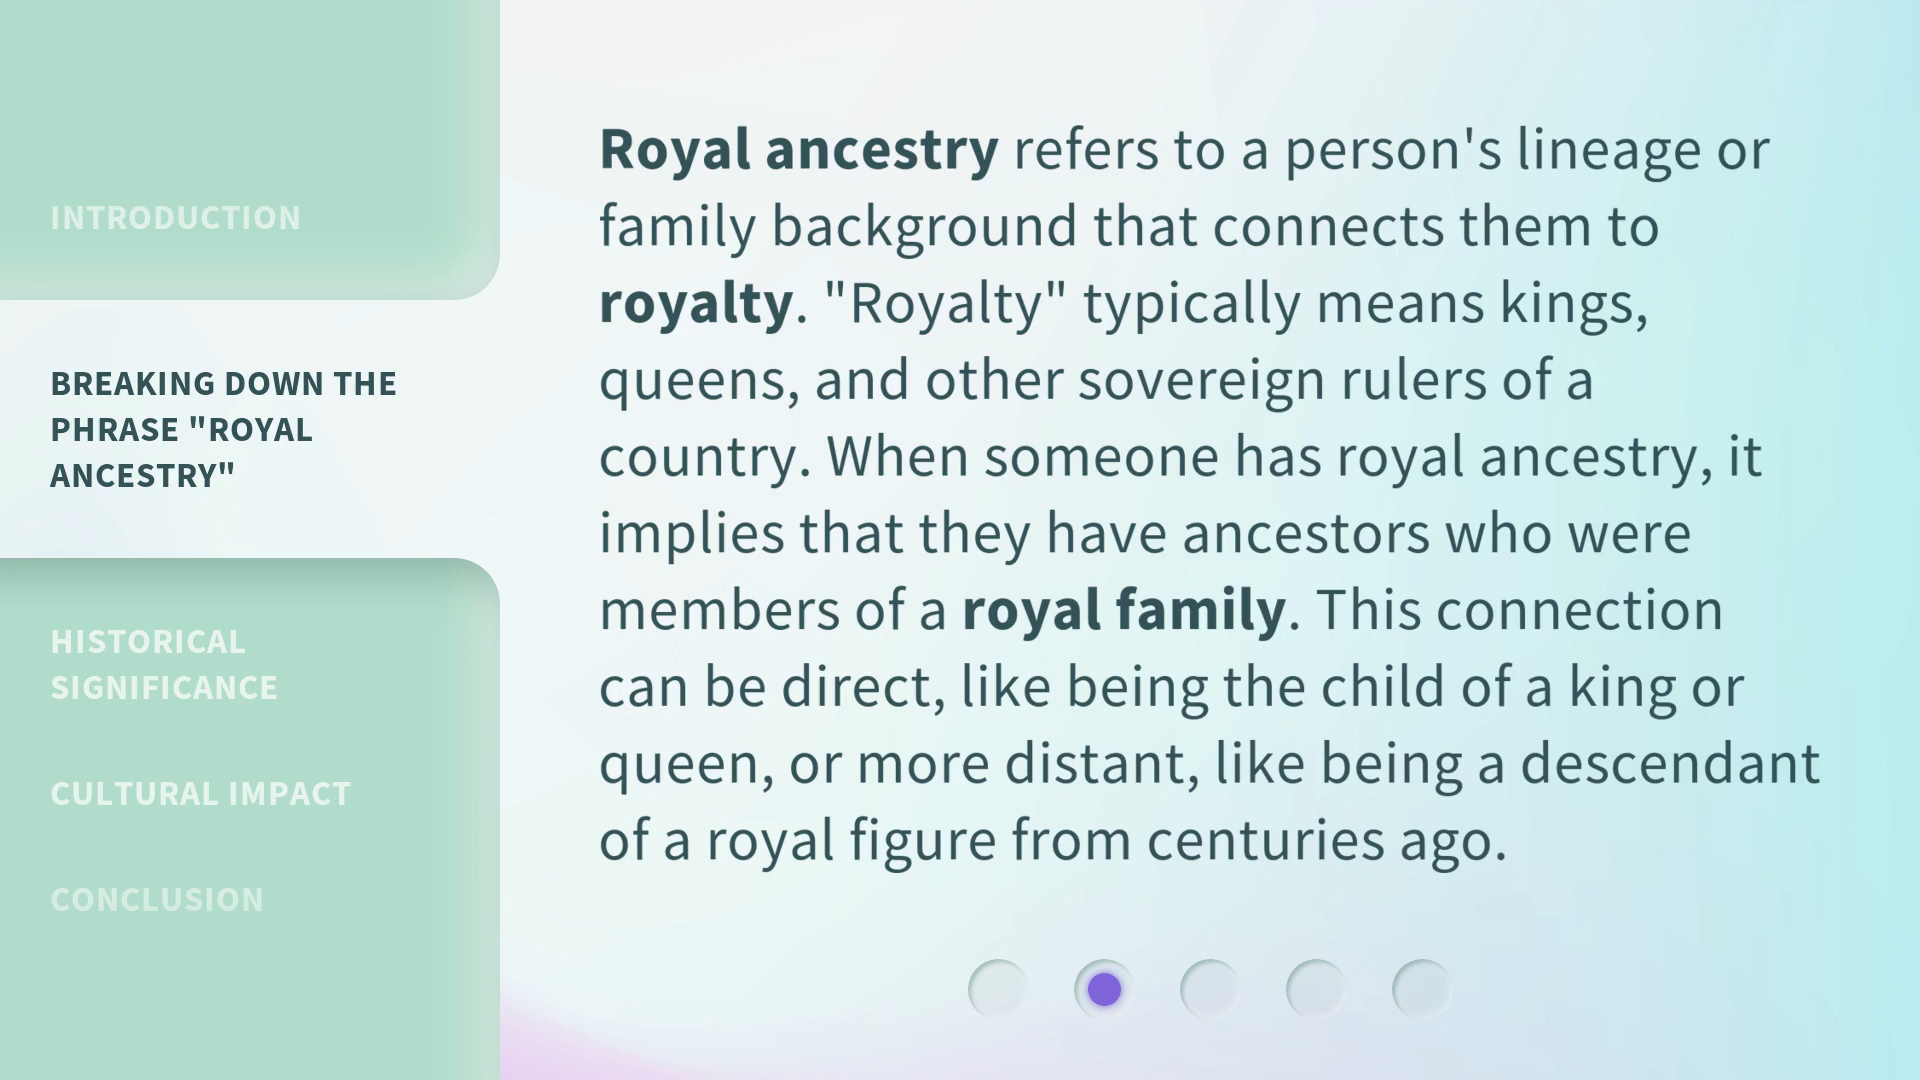 INTRODUCTION
BREAKING DOWN THE
PHRASE "ROYAL
ANCESTRY"
HISTORICAL
SIGNIFICANCE
CULTURAL IMPACT
CONCLUSION
Royal ancestry refers to a person's lineage or
family background that connects them to
royalty. "Royalty" typically means kings,
queens, and other sovereign rulers of a
country. When someone has royal ancestry, it
implies that they have ancestors who were
members of a royal family. This connection
can be direct, like being the child of a king or
queen, or more distant, like being a descendant
of a royal figure from centuries ago.